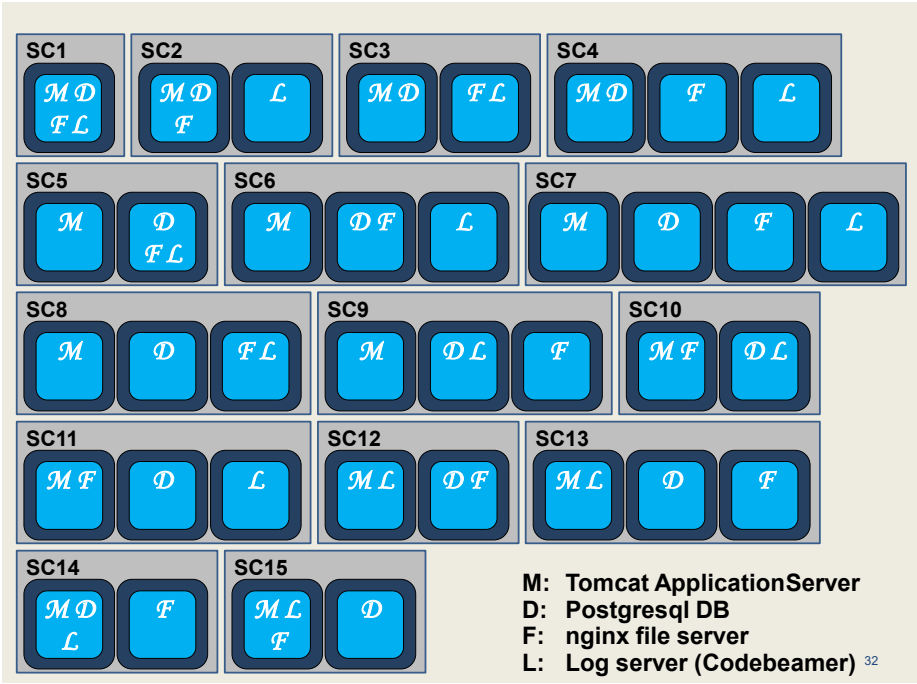 SC1 SC2 SC3 SC4
M D M D L M D F L M D F L
F L F
SC5 SC6 SC7
M D M D F L M D F L
F L
SC8 SC9 SC10
M D F L M D L F M F D L
SC11 SC12 SC13
M F D L M L D F M L D F
SC14 SC15
M D F M L D
L F
M: Tomcat ApplicationServer
D: Postgresql DB
F: nginx file server
L: Log server (Codebeamer) 32